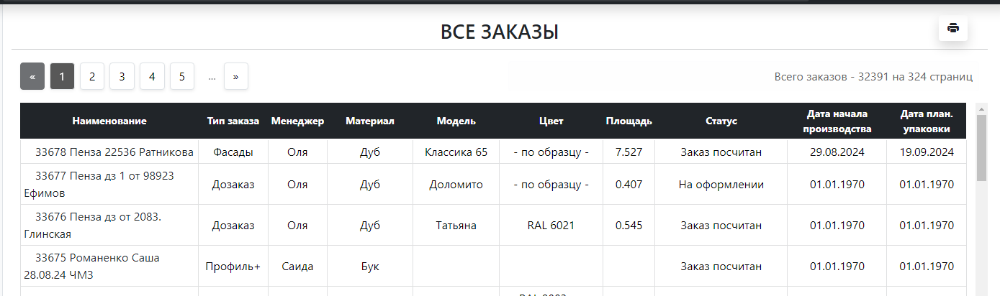 ВСЕ ЗАКАЗЫ
« 1 2 3 4 5 ... »
Всего заказов - 32391 на 324 страниц
Наименование Тип заказа Менеджер Материал Модель Цвет Площадь Статус Дата начала производства Дата план. упаковки
33678 Пенза 22536 Ратникова Фасады Оля Дуб Классика 65 - по образцу - 7.527 Заказ посчитан 29.08.2024 19.09.2024
33677 Пенза дз 1 от 98923
Ефимов Дозаказ Оля Дуб Доломито - по образцу - 0.407 На оформлении 01.01.1970 01.01.1970
33676 Пенза дз от 2083.
Глинская Дозаказ Оля Дуб Татьяна RAL 6021 0.545 Заказ посчитан 01.01.1970 01.01.1970
33675 Романенко Саша
28.08.24 ЧМЗ Профиль+ Саида Бук Заказ посчитан 01.01.1970 01.01.1970